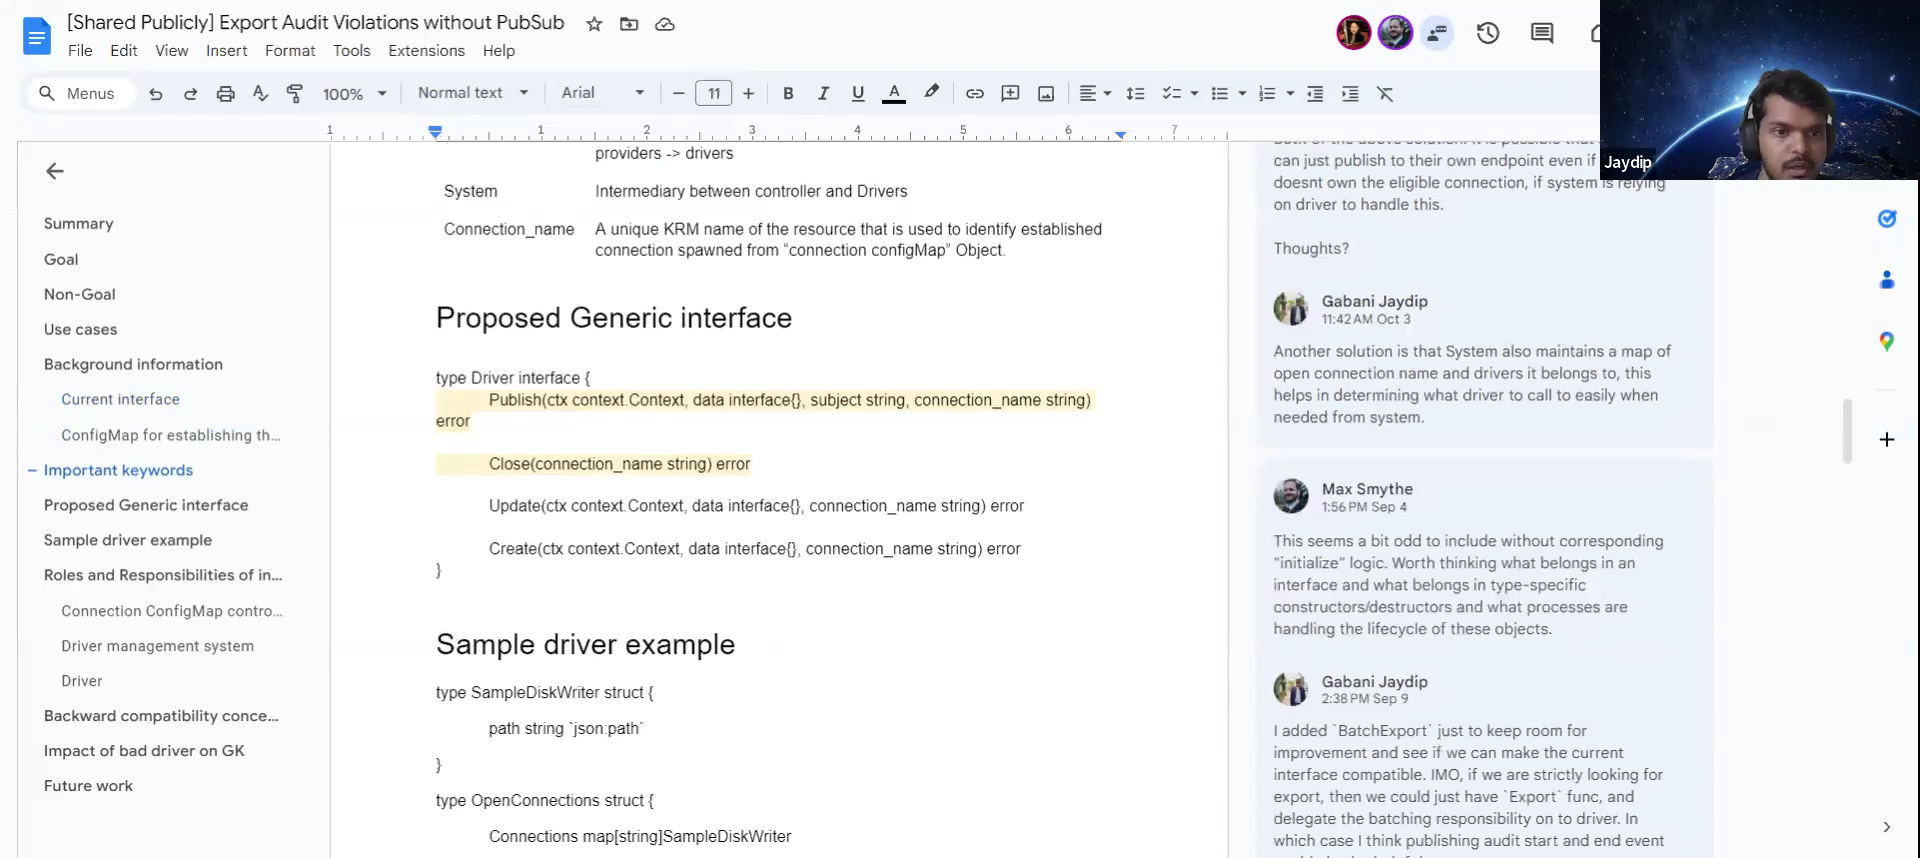 [Shared Publicly] Export Audit Violations without PubSub
File Edit View Insert Format Tools Extensions Help
Menus 100% Normal text Arial 11
1 1 2 3 4 5 6 7
Summary
Goal
Non-Goal
Use cases
Background information
Current interface
ConfigMap for establishing th...
Important keywords
Proposed Generic interface
Sample driver example
Roles and Responsibilities of in...
Connection ConfigMap contro...
Driver management system
Driver
Backward compatibility conce...
Impact of bad driver on GK
Future work
providers -> drivers
System Intermediary between controller and Drivers
Connection_name A unique KRM name of the resource that is used to identify established
connection spawned from “connection configMap” Object.
Proposed Generic interface
type Driver interface {
Publish(ctx context.Context, data interface{}, subject string, connection_name string)
error
Close(connection_name string) error
Update(ctx context.Context, data interface{}, connection_name string) error
Create(ctx context.Context, data interface{}, connection_name string) error
}
Sample driver example
type SampleDiskWriter struct {
path string `json:path`
}
type OpenConnections struct {
Connections map[string]SampleDiskWriter
can just publish to their own endpoint even if
doesnt own the eligible connection, if system is relying
on driver to handle this.
Thoughts?
Gabani Jaydip
11:42 AM Oct 3
Another solution is that System also maintains a map of
open connection name and drivers it belongs to, this
helps in determining what driver to call to easily when
needed from system.
Max Smythe
1:56 PM Sep 4
This seems a bit odd to include without corresponding
"initialize" logic. Worth thinking what belongs in an
interface and what belongs in type-specific
constructors/destructors and what processes are
handling the lifecycle of these objects.
Gabani Jaydip
2:38 PM Sep 9
I added `BatchExport` just to keep room for
improvement and see if we can make the current
interface compatible. IMO, if we are strictly looking for
export, then we could just have `Export` func, and
delegate the batching responsibility on to driver. In
which case I think publishing audit start and end event
Jaydip